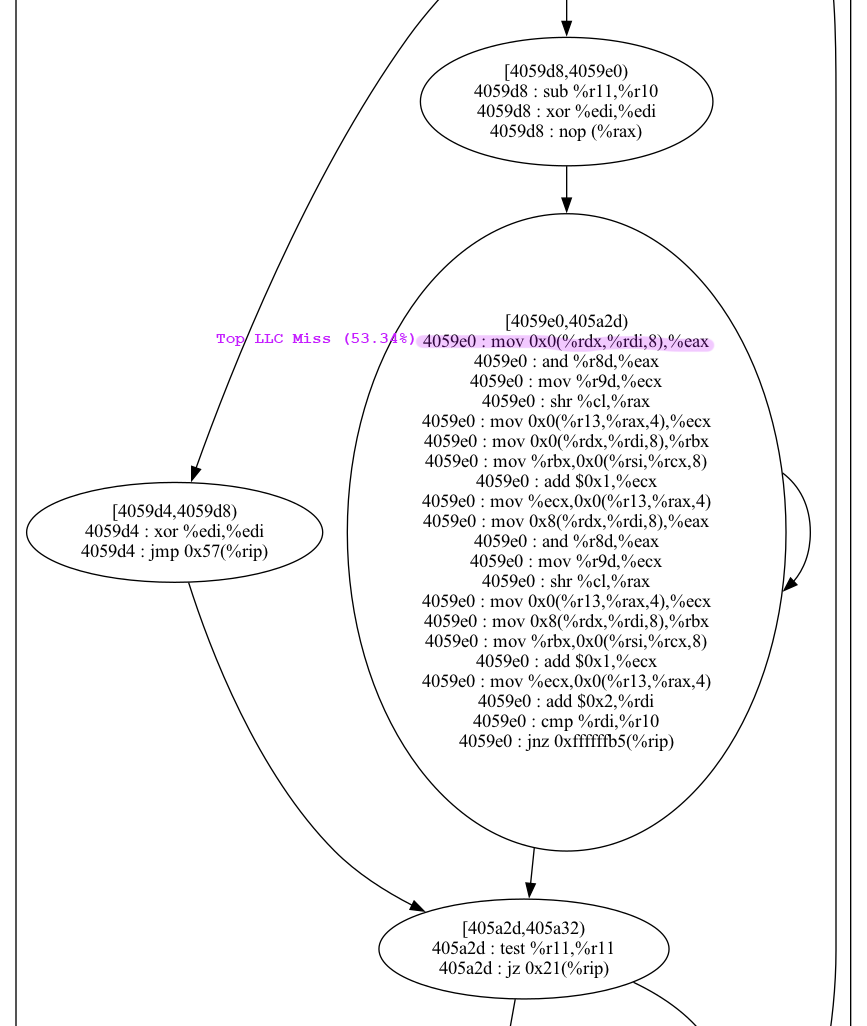 [4059d8,4059e0)
4059d8 : sub %r11,%r10
4059d8 : xor %edi,%edi
4059d8 : nop (%rax)
[4059e0,405a2d)
Top LLC Miss (53.34%)
4059e0 : mov 0x0(%rdx,%rdi,8),%eax
4059e0 : and %r8d,%eax
4059e0 : mov %r9d,%ecx
4059e0 : shr %cl,%rax
4059e0 : mov 0x0(%r13,%rax,4),%ecx
4059e0 : mov 0x0(%rdx,%rdi,8),%rbx
4059e0 : mov %rbx,0x0(%rsi,%rcx,8)
4059e0 : add $0x1,%ecx
4059e0 : mov %ecx,0x0(%r13,%rax,4)
4059e0 : mov 0x8(%rdx,%rdi,8),%eax
4059e0 : and %r8d,%eax
4059e0 : mov %r9d,%ecx
4059e0 : shr %cl,%rax
4059e0 : mov 0x0(%r13,%rax,4),%ecx
4059e0 : mov 0x8(%rdx,%rdi,8),%rbx
4059e0 : mov %rbx,0x0(%rsi,%rcx,8)
4059e0 : add $0x1,%ecx
4059e0 : mov %ecx,0x0(%r13,%rax,4)
4059e0 : add $0x2,%rdi
4059e0 : cmp %rdi,%r10
4059e0 : jnz 0xffffffb5(%rip)
[4059d4,4059d8)
4059d4 : xor %edi,%edi
4059d4 : jmp 0x57(%rip)
[405a2d,405a32)
405a2d : test %r11,%r11
405a2d : jz 0x21(%rip)